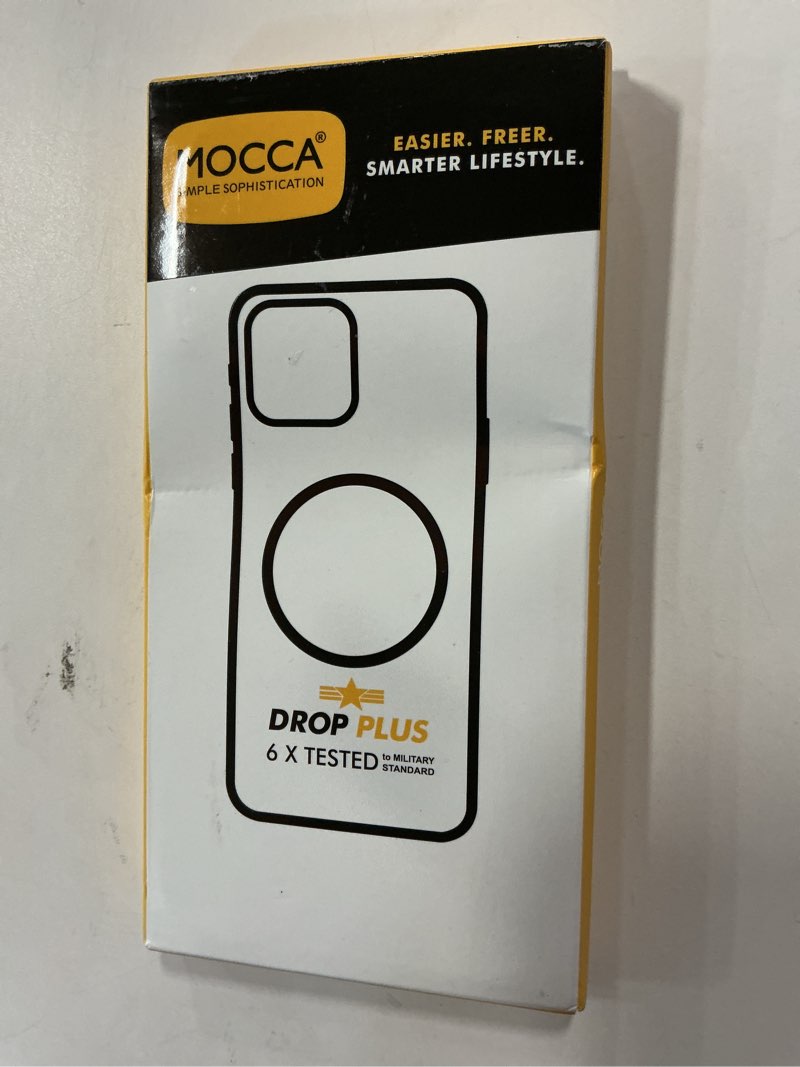 MOCCA®
SIMPLE SOPHISTICATION
EASIER. FREER.
SMARTER LIFESTYLE.
DROP PLUS
6 X TESTED to MILITARY
STANDARD